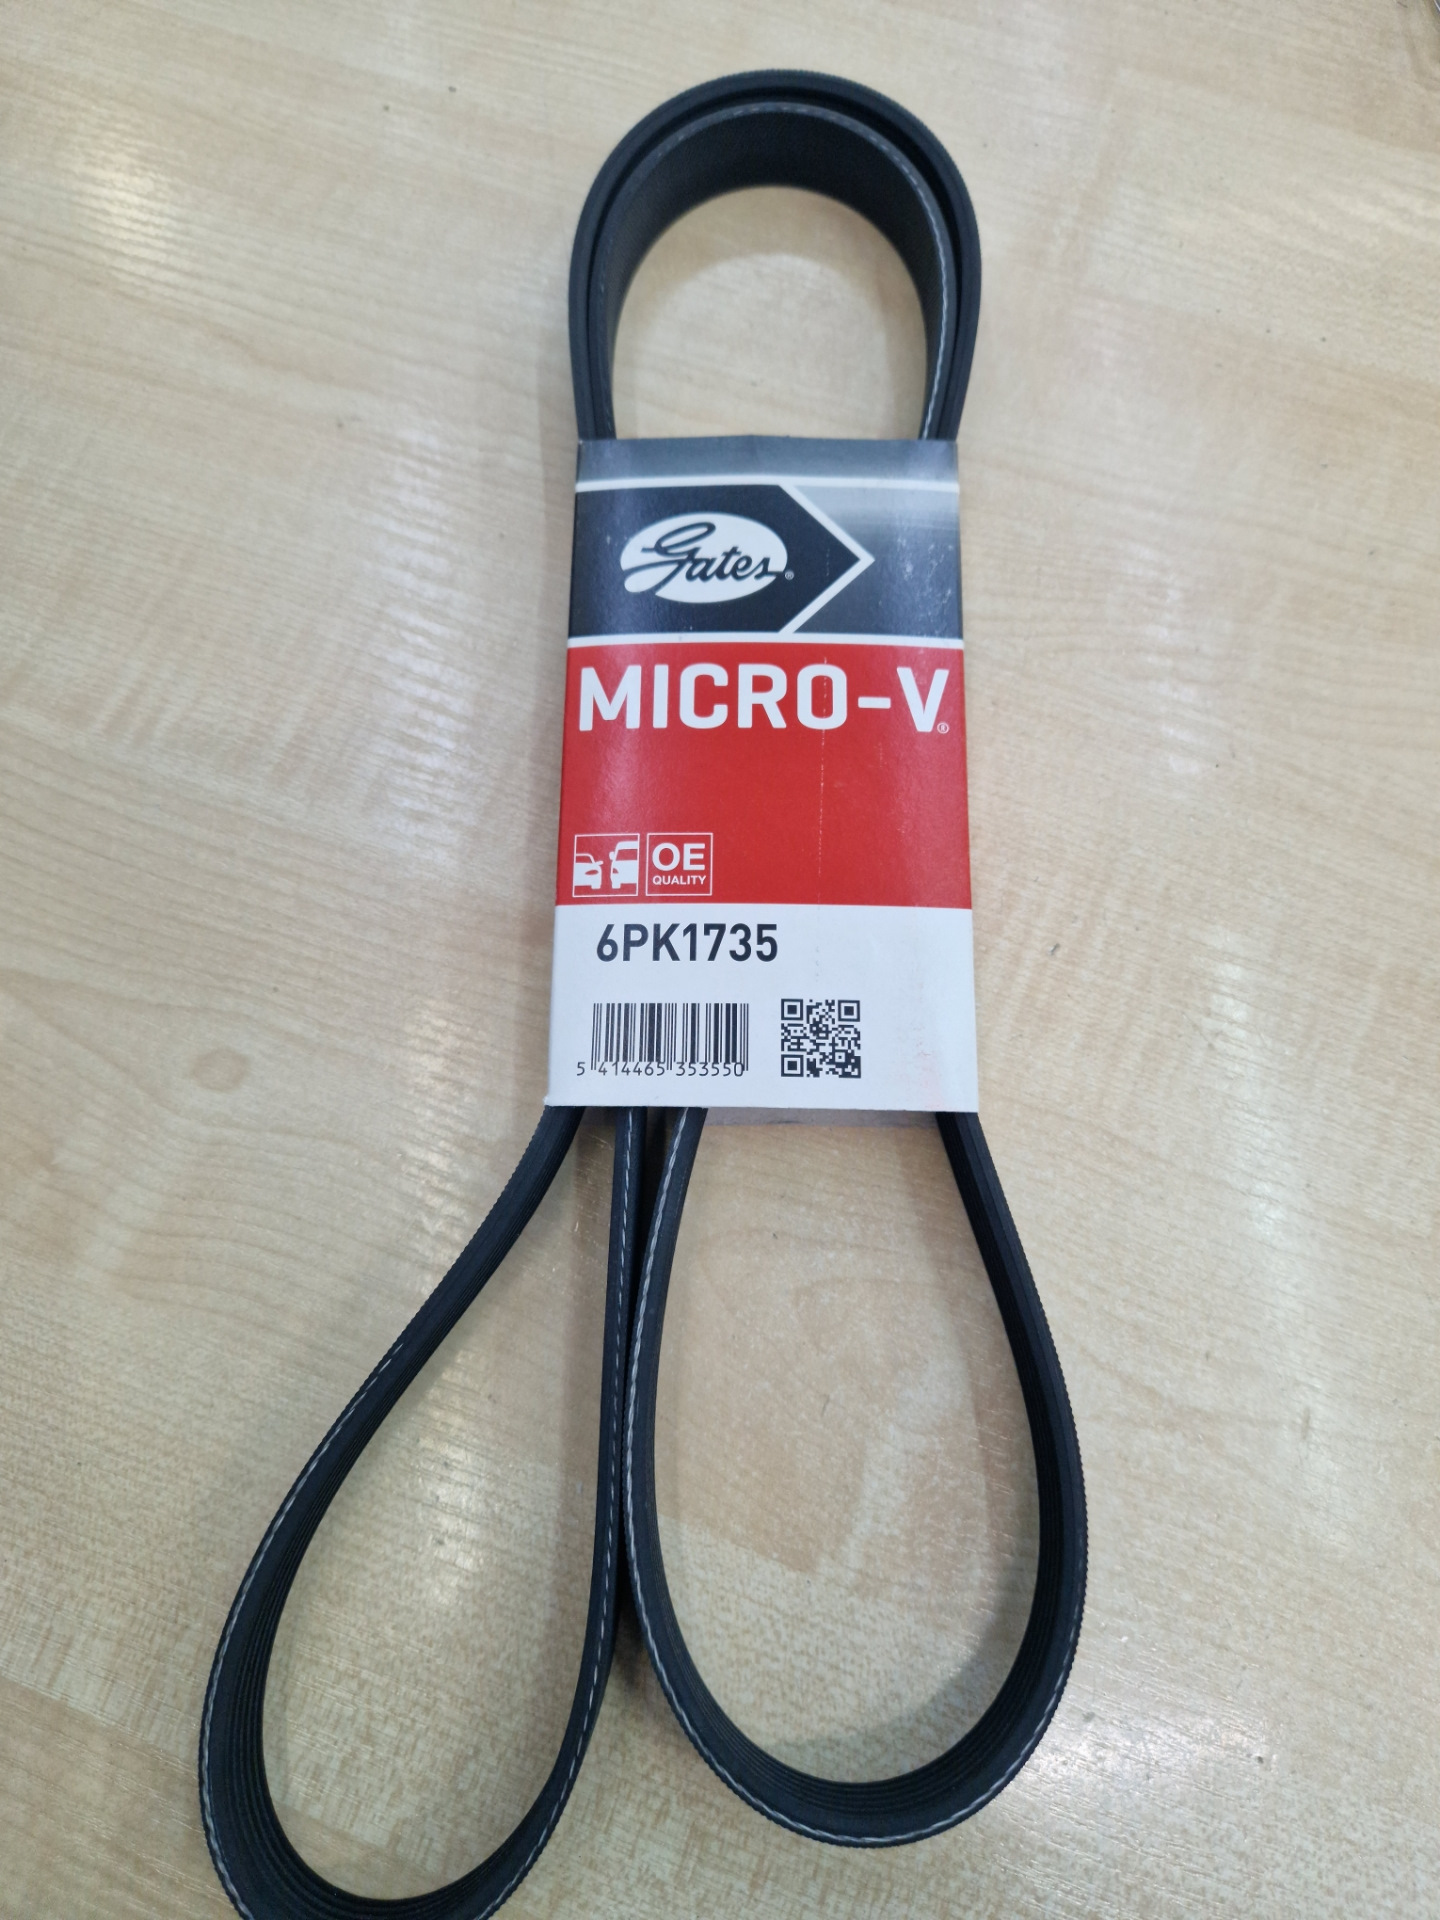 Gates®
MICRO-V®
OE
QUALITY
6PK1735
5 414465 353550